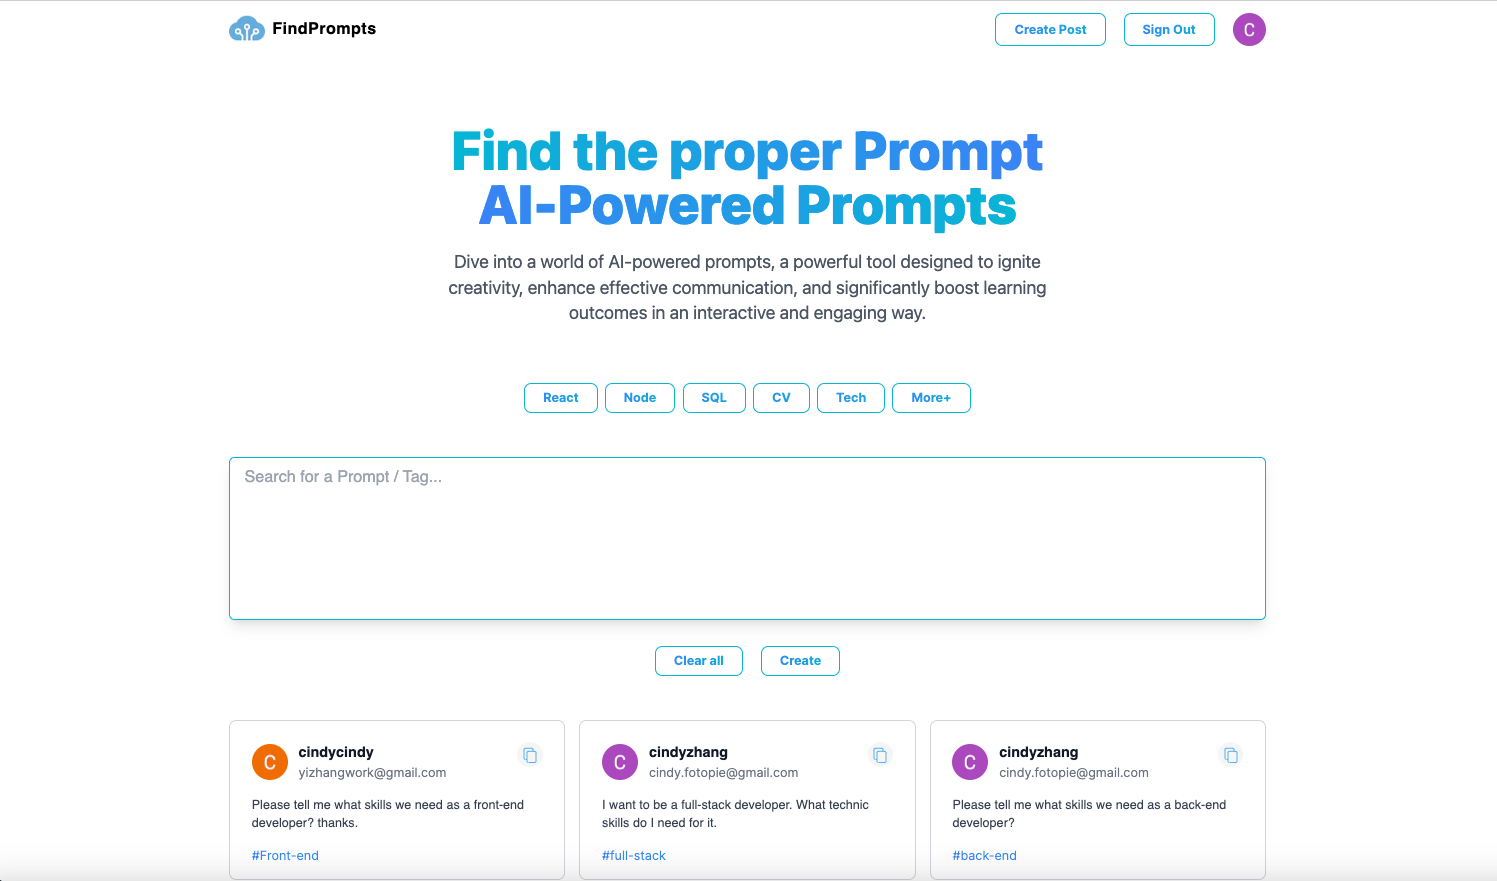 FindPrompts
Create Post
Sign Out
C
Find the proper Prompt
AI-Powered Prompts
Dive into a world of AI-powered prompts, a powerful tool designed to ignite
creativity, enhance effective communication, and significantly boost learning
outcomes in an interactive and engaging way.
React
Node
SQL
CV
Tech
More+
Search for a Prompt / Tag...
Clear all
Create
C
cindycindy
yizhangwork@gmail.com
Please tell me what skills we need as a front-end
developer? thanks.
#Front-end
C
cindyzhang
cindy.fotopie@gmail.com
I want to be a full-stack developer. What technic
skills do I need for it.
#full-stack
C
cindyzhang
cindy.fotopie@gmail.com
Please tell me what skills we need as a back-end
developer?
#back-end